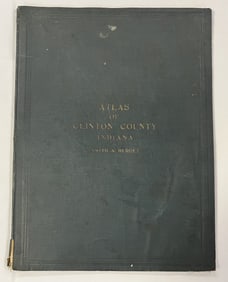 ATLAS
OF
CLINTON COUNTY
INDIANA